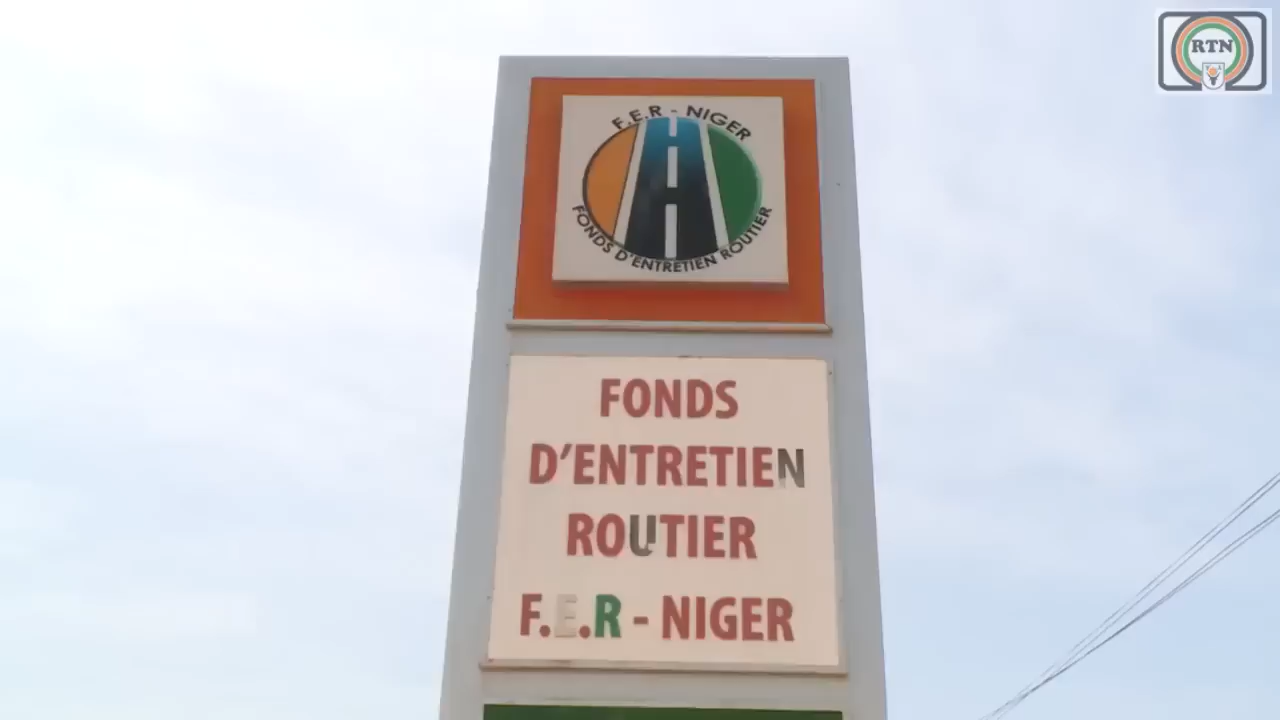 RTN
F.E.R - NIGER
FONDS D'ENTRETIEN ROUTIER
FONDS
D'ENTRETIEN
ROUTIER
F.E.R - NIGER